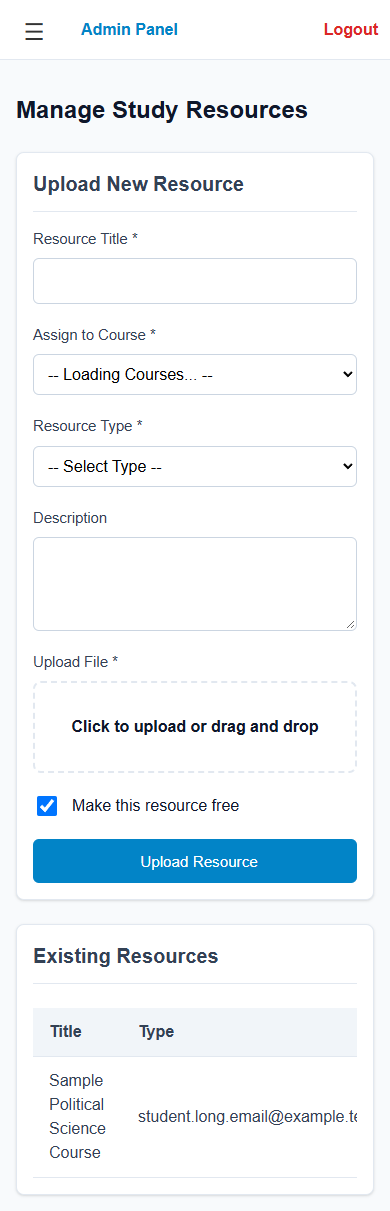 ☰ Admin Panel Logout
Manage Study Resources
Upload New Resource
Resource Title *
Assign to Course *
-- Loading Courses... --
Resource Type *
-- Select Type --
Description
Upload File *
Click to upload or drag and drop
Make this resource free
Upload Resource
Existing Resources
Title Type
Sample
Political
Science
Course
student.long.email@example.te